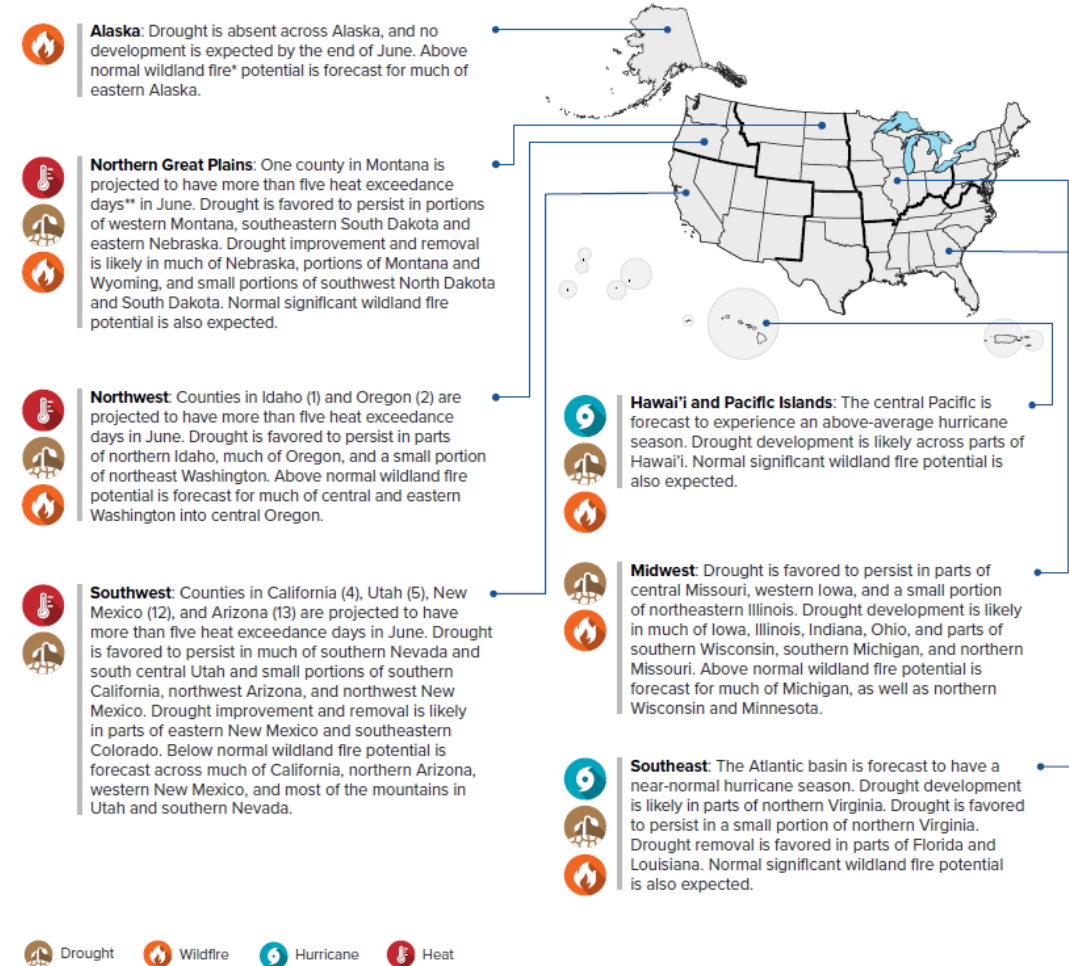 Alaska: Drought is absent across Alaska, and no
development is expected by the end of June. Above
normal wildland fire* potential is forecast for much of
eastern Alaska.
Northern Great Plains: One county in Montana is
projected to have more than five heat exceedance
days** in June. Drought is favored to persist in portions
of western Montana, southeastern South Dakota and
eastern Nebraska. Drought improvement and removal
is likely in much of Nebraska, portions of Montana and
Wyoming, and small portions of southwest North Dakota
and South Dakota. Normal significant wildland fire
potential is also expected.
Northwest: Counties in Idaho (1) and Oregon (2) are
projected to have more than five heat exceedance
days in June. Drought is favored to persist in parts
of northern Idaho, much of Oregon, and a small portion
of northeast Washington. Above normal wildland fire
potential is forecast for much of central and eastern
Washington into central Oregon.
Southwest: Counties in California (4), Utah (5), New
Mexico (12), and Arizona (13) are projected to have
more than five heat exceedance days in June. Drought
is favored to persist in much of southern Nevada and
south central Utah and small portions of southern
California, northwest Arizona, and northwest New
Mexico. Drought improvement and removal is likely
in parts of eastern New Mexico and southeastern
Colorado. Below normal wildland fire potential is
forecast across much of California, northern Arizona,
western New Mexico, and most of the mountains in
Utah and southern Nevada.
Hawai'i and Pacific Islands: The central Pacific is
forecast to experience an above-average hurricane
season. Drought development is likely across parts of
Hawai'i. Normal significant wildland fire potential is
also expected.
Midwest: Drought is favored to persist in parts of
central Missouri, western Iowa, and a small portion
of northeastern Illinois. Drought development is likely
in much of Iowa, Illinois, Indiana, Ohio, and parts of
southern Wisconsin, southern Michigan, and northern
Missouri. Above normal wildland fire potential is
forecast for much of Michigan, as well as northern
Wisconsin and Minnesota.
Southeast: The Atlantic basin is forecast to have a
near-normal hurricane season. Drought development
is likely in parts of northern Virginia. Drought is favored
to persist in a small portion of northern Virginia.
Drought removal is favored in parts of Florida and
Louisiana. Normal significant wildland fire potential
is also expected.
Drought Wildfire Hurricane Heat